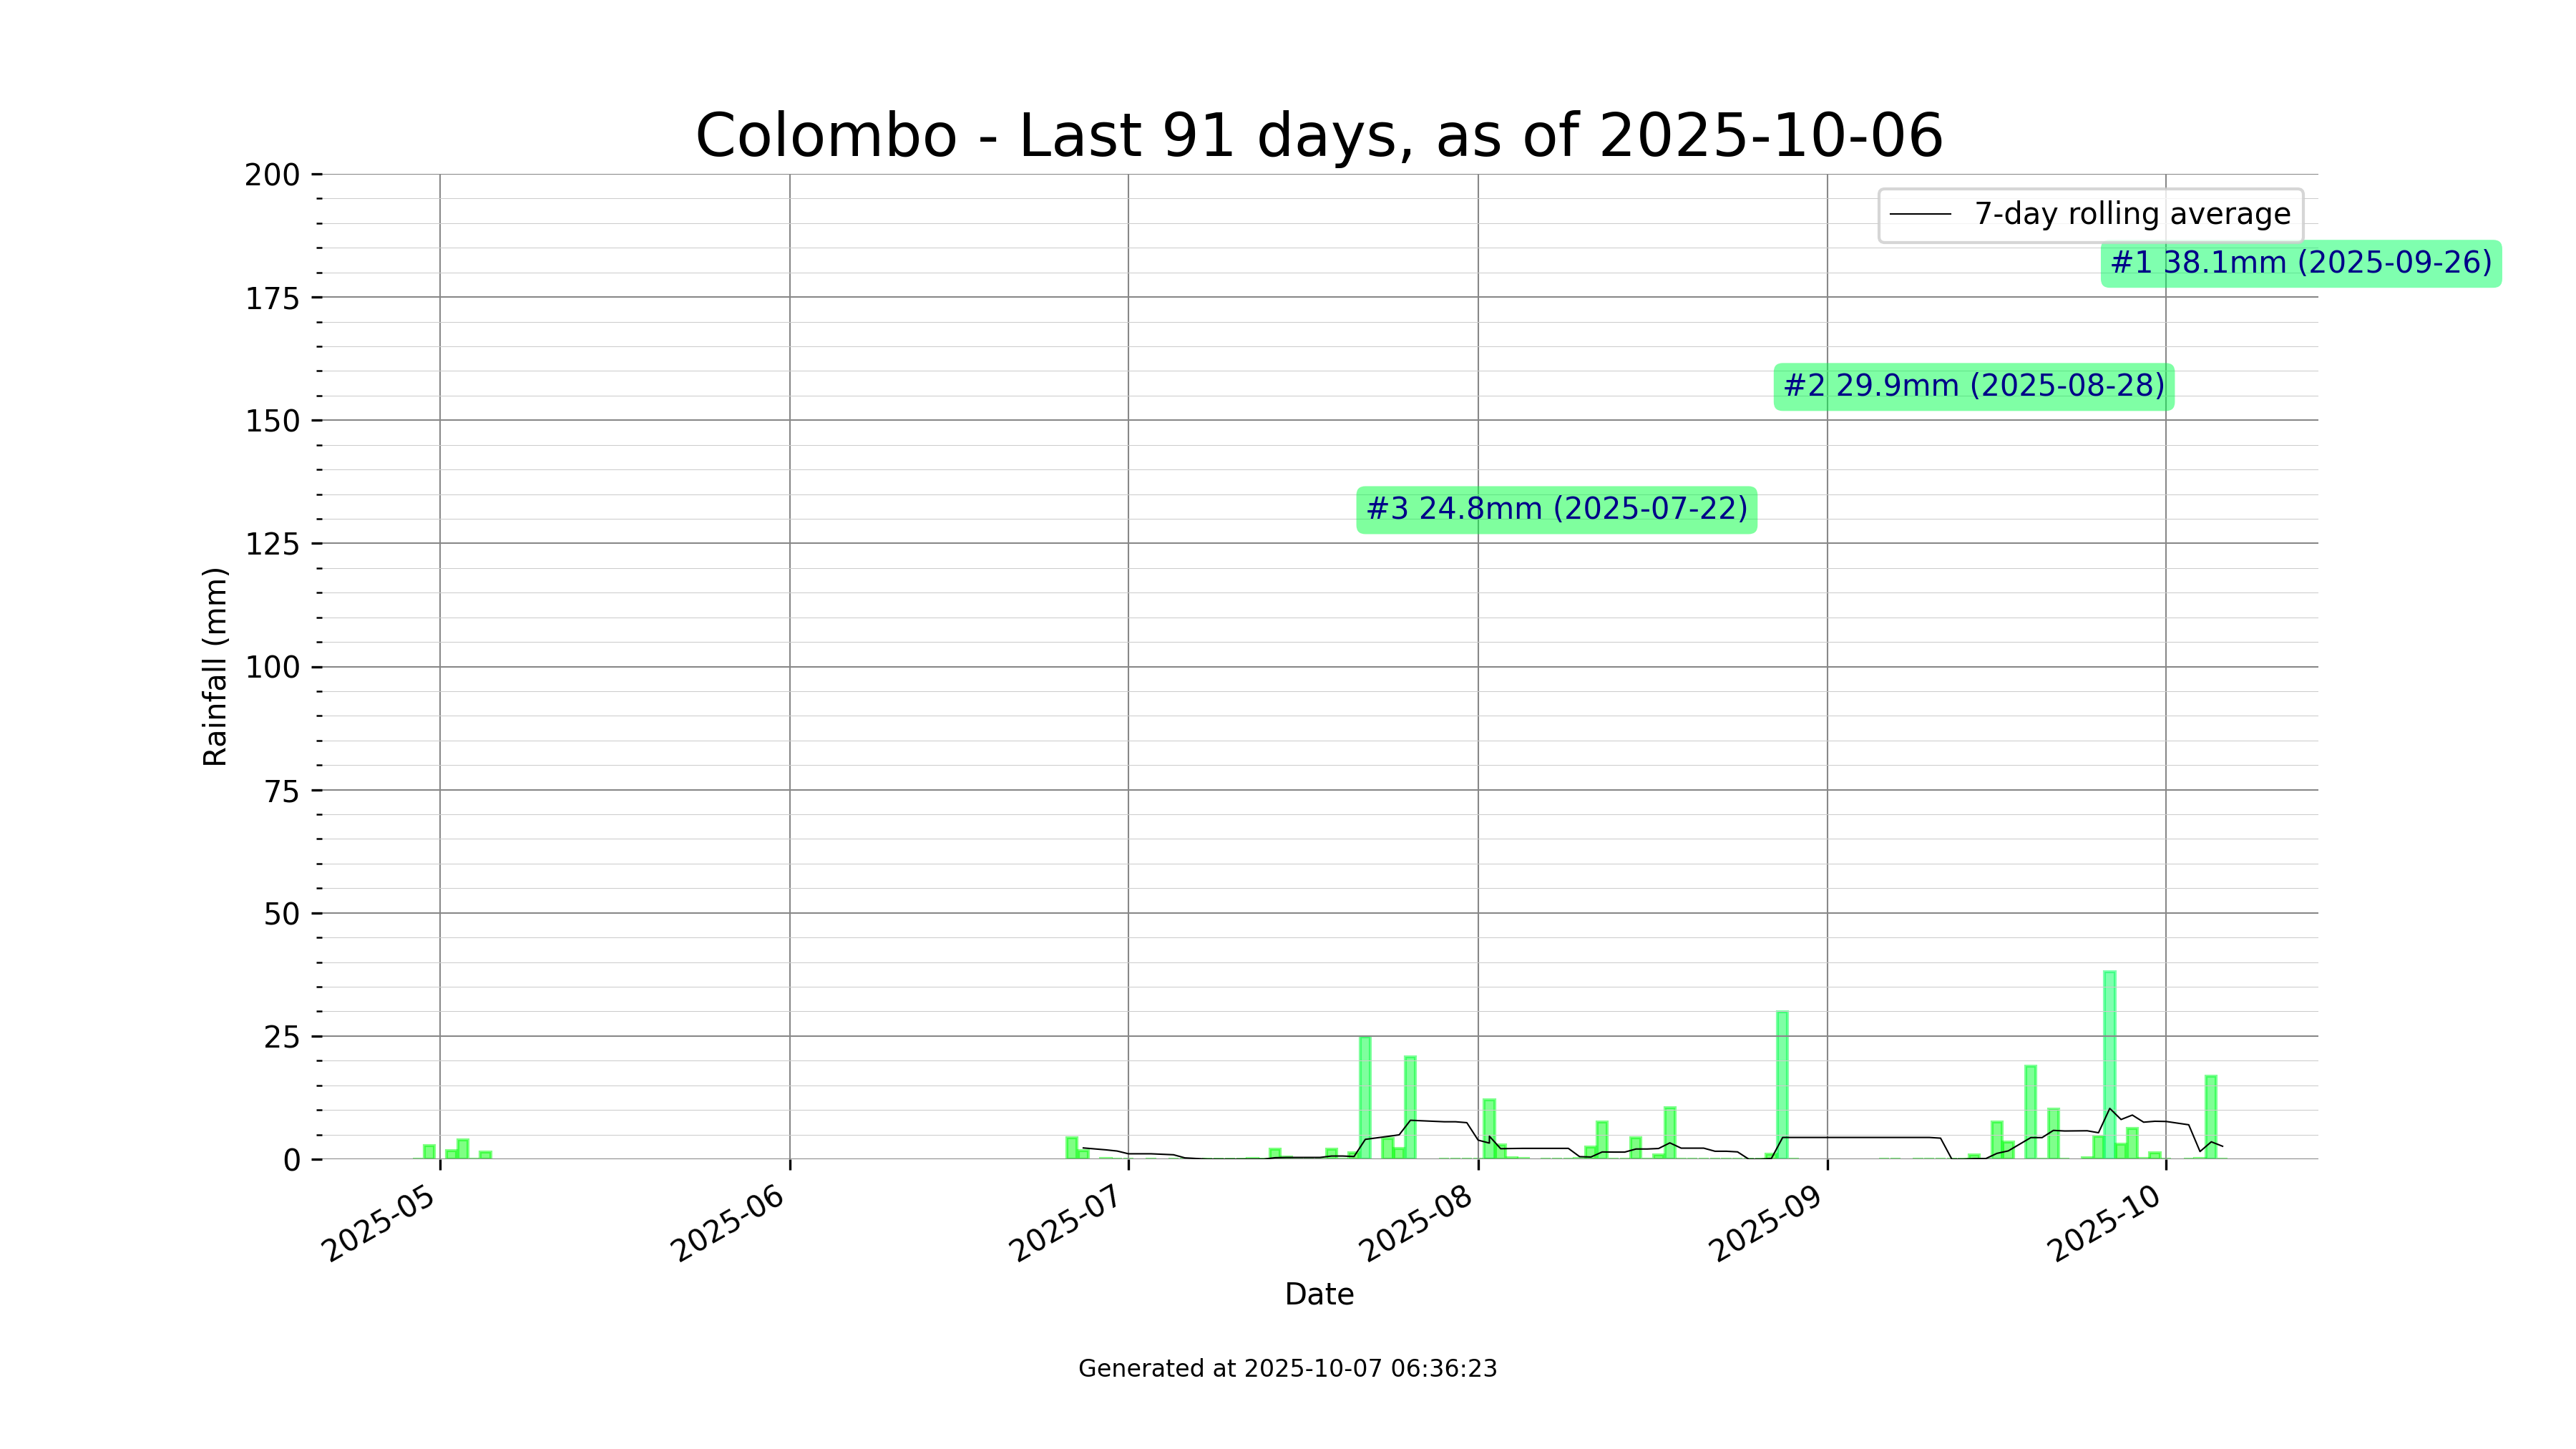 Colombo - Last 91 days, as of 2025-10-06
200
175
150
125
100
75
50
25
0
Rainfall (mm)
7-day rolling average
#1 38.1mm (2025-09-26)
#2 29.9mm (2025-08-28)
#3 24.8mm (2025-07-22)
2025-05
2025-06
2025-07
2025-08
2025-09
2025-10
Date
Generated at 2025-10-07 06:36:23